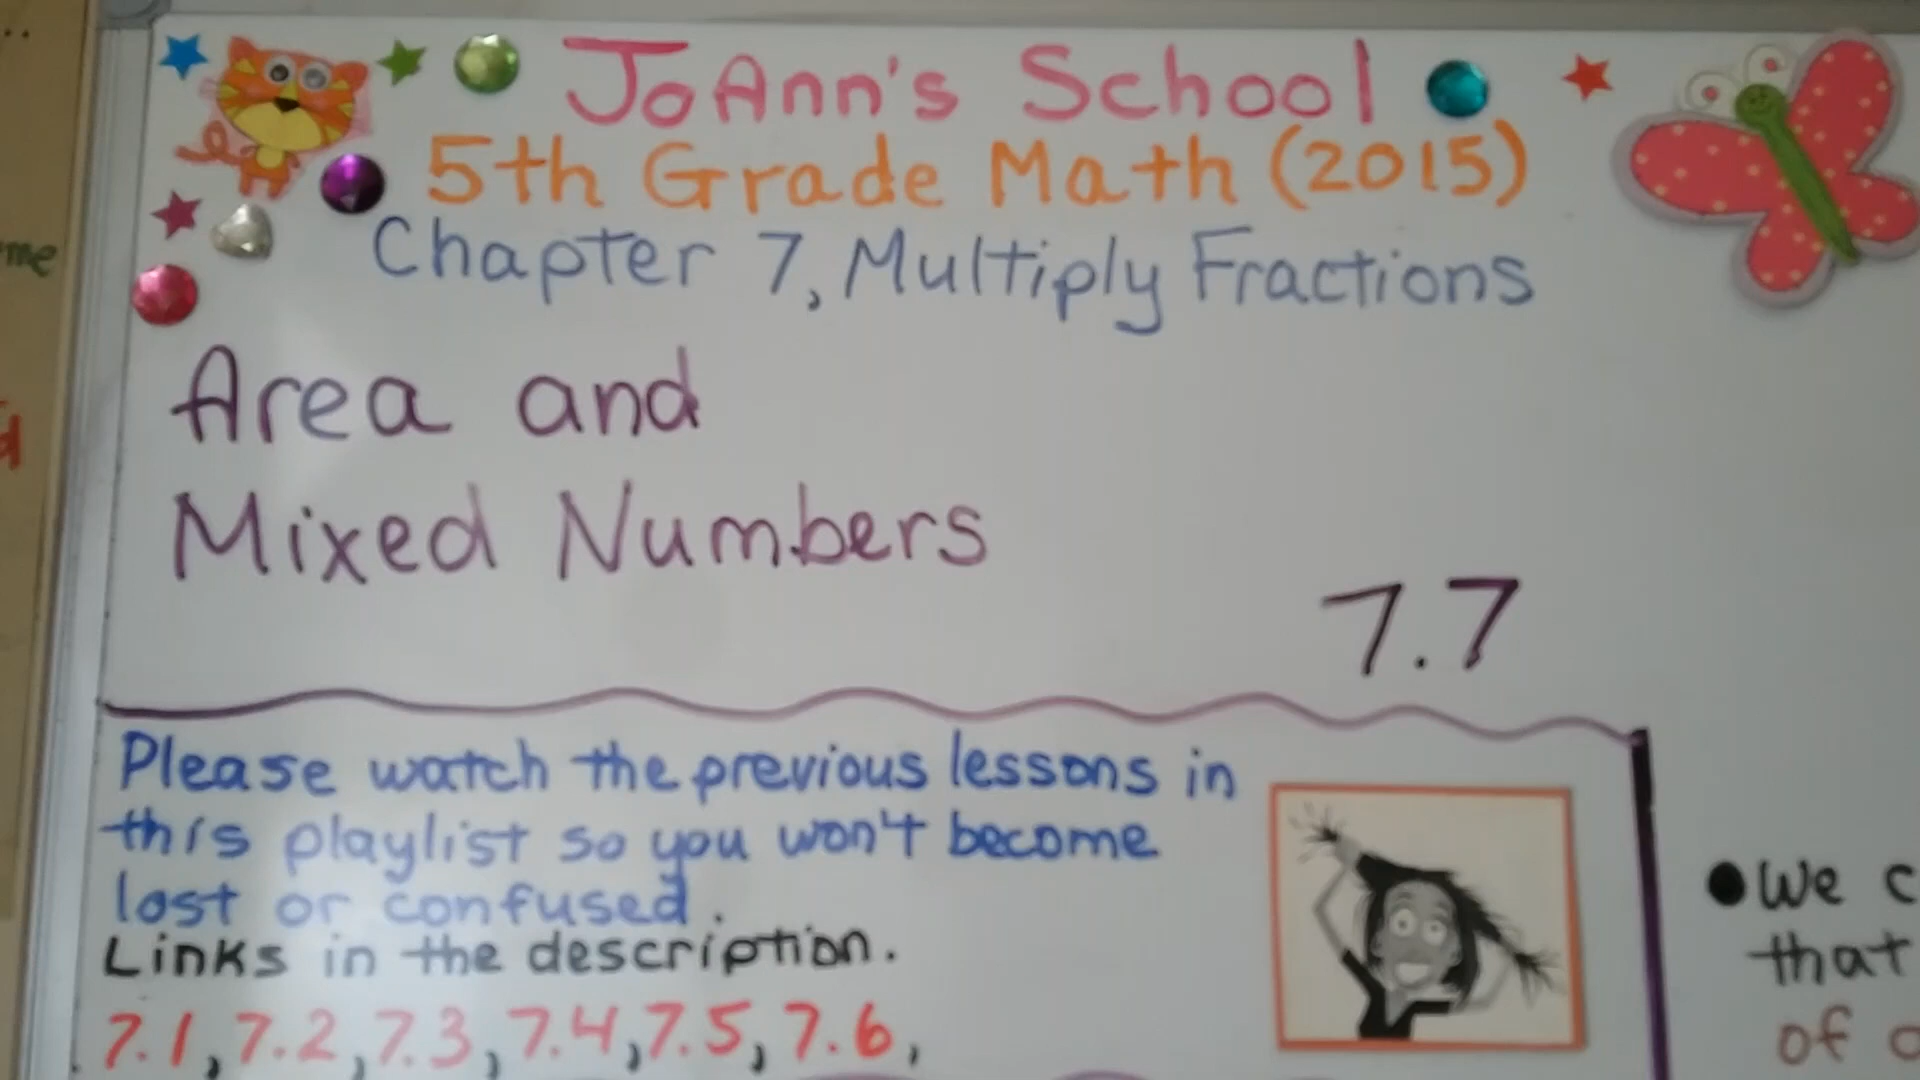 JoAnn's School
5th Grade Math (2015)
Chapter 7, Multiply Fractions
Area and
Mixed Numbers
7.7
Please watch the previous lessons in
this playlist so you won't become
lost or confused.
Links in the description.
7.1, 7.2, 7.3, 7.4, 7.5, 7.6,
me
●We
that
of